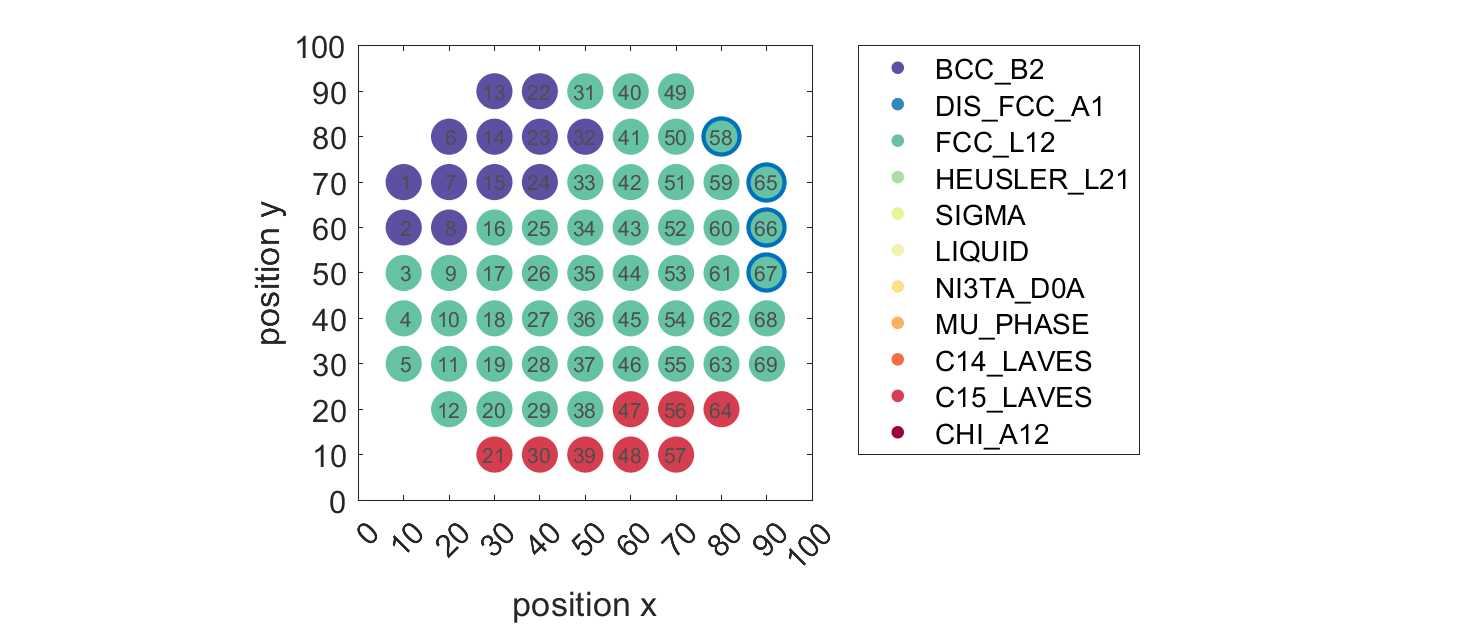 100
90
80
70
60
50
40
30
20
10
0
position y
13 22 31 40 49
6 14 23 32 41 50 58
1 7 15 24 33 42 51 59 65
2 8 16 25 34 43 52 60 66
3 9 17 26 35 44 53 61 67
4 10 18 27 36 45 54 62 68
5 11 19 28 37 46 55 63 69
12 20 29 38 47 56 64
21 30 39 48 57
0 10 20 30 40 50 60 70 80 90 100
position x
BCC_B2
DIS_FCC_A1
FCC_L12
HEUSLER_L21
SIGMA
LIQUID
NI3TA_D0A
MU_PHASE
C14_LAVES
C15_LAVES
CHI_A12